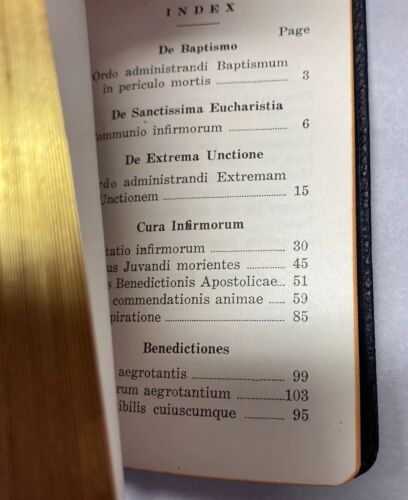 INDEX
Page
De Baptismo
Ordo administrandi Baptismum
in periculo mortis 3
De Sanctissima Eucharistia
ommunio infirmorum 6
De Extrema Unctione
rdo administrandi Extremam
Unctionem 15
Cura Infirmorum
tatio infirmorum 30
us Juvandi morientes 45
s Benedictionis Apostolicae 51
commendationis animae 59
piratione 85
Benedictiones
aegrotantis 99
rum aegrotantium 103
ibilis cuiuscumque 95